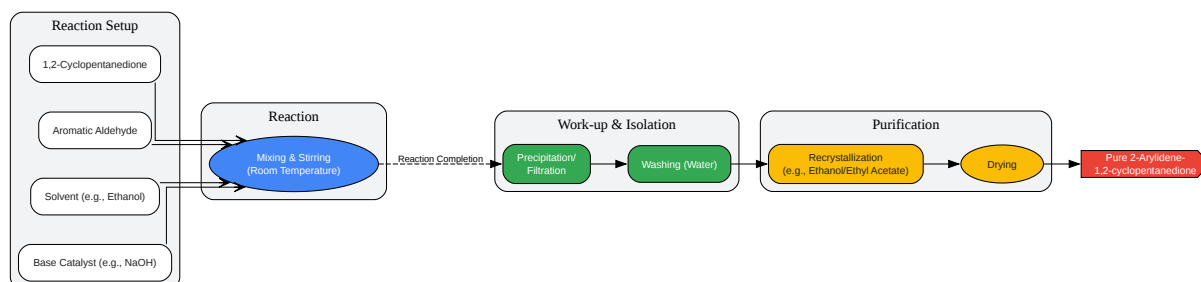 Reaction Setup
1,2-Cyclopentanedione
Aromatic Aldehyde
Solvent (e.g., Ethanol)
Base Catalyst (e.g., NaOH)
Reaction
Mixing & Stirring
(Room Temperature)
Reaction Completion
Work-up & Isolation
Precipitation/
Filtration
Washing (Water)
Purification
Recrystallization
(e.g., Ethanol/Ethyl Acetate)
Drying
Pure 2-Arylidene-
1,2-cyclopentanedione